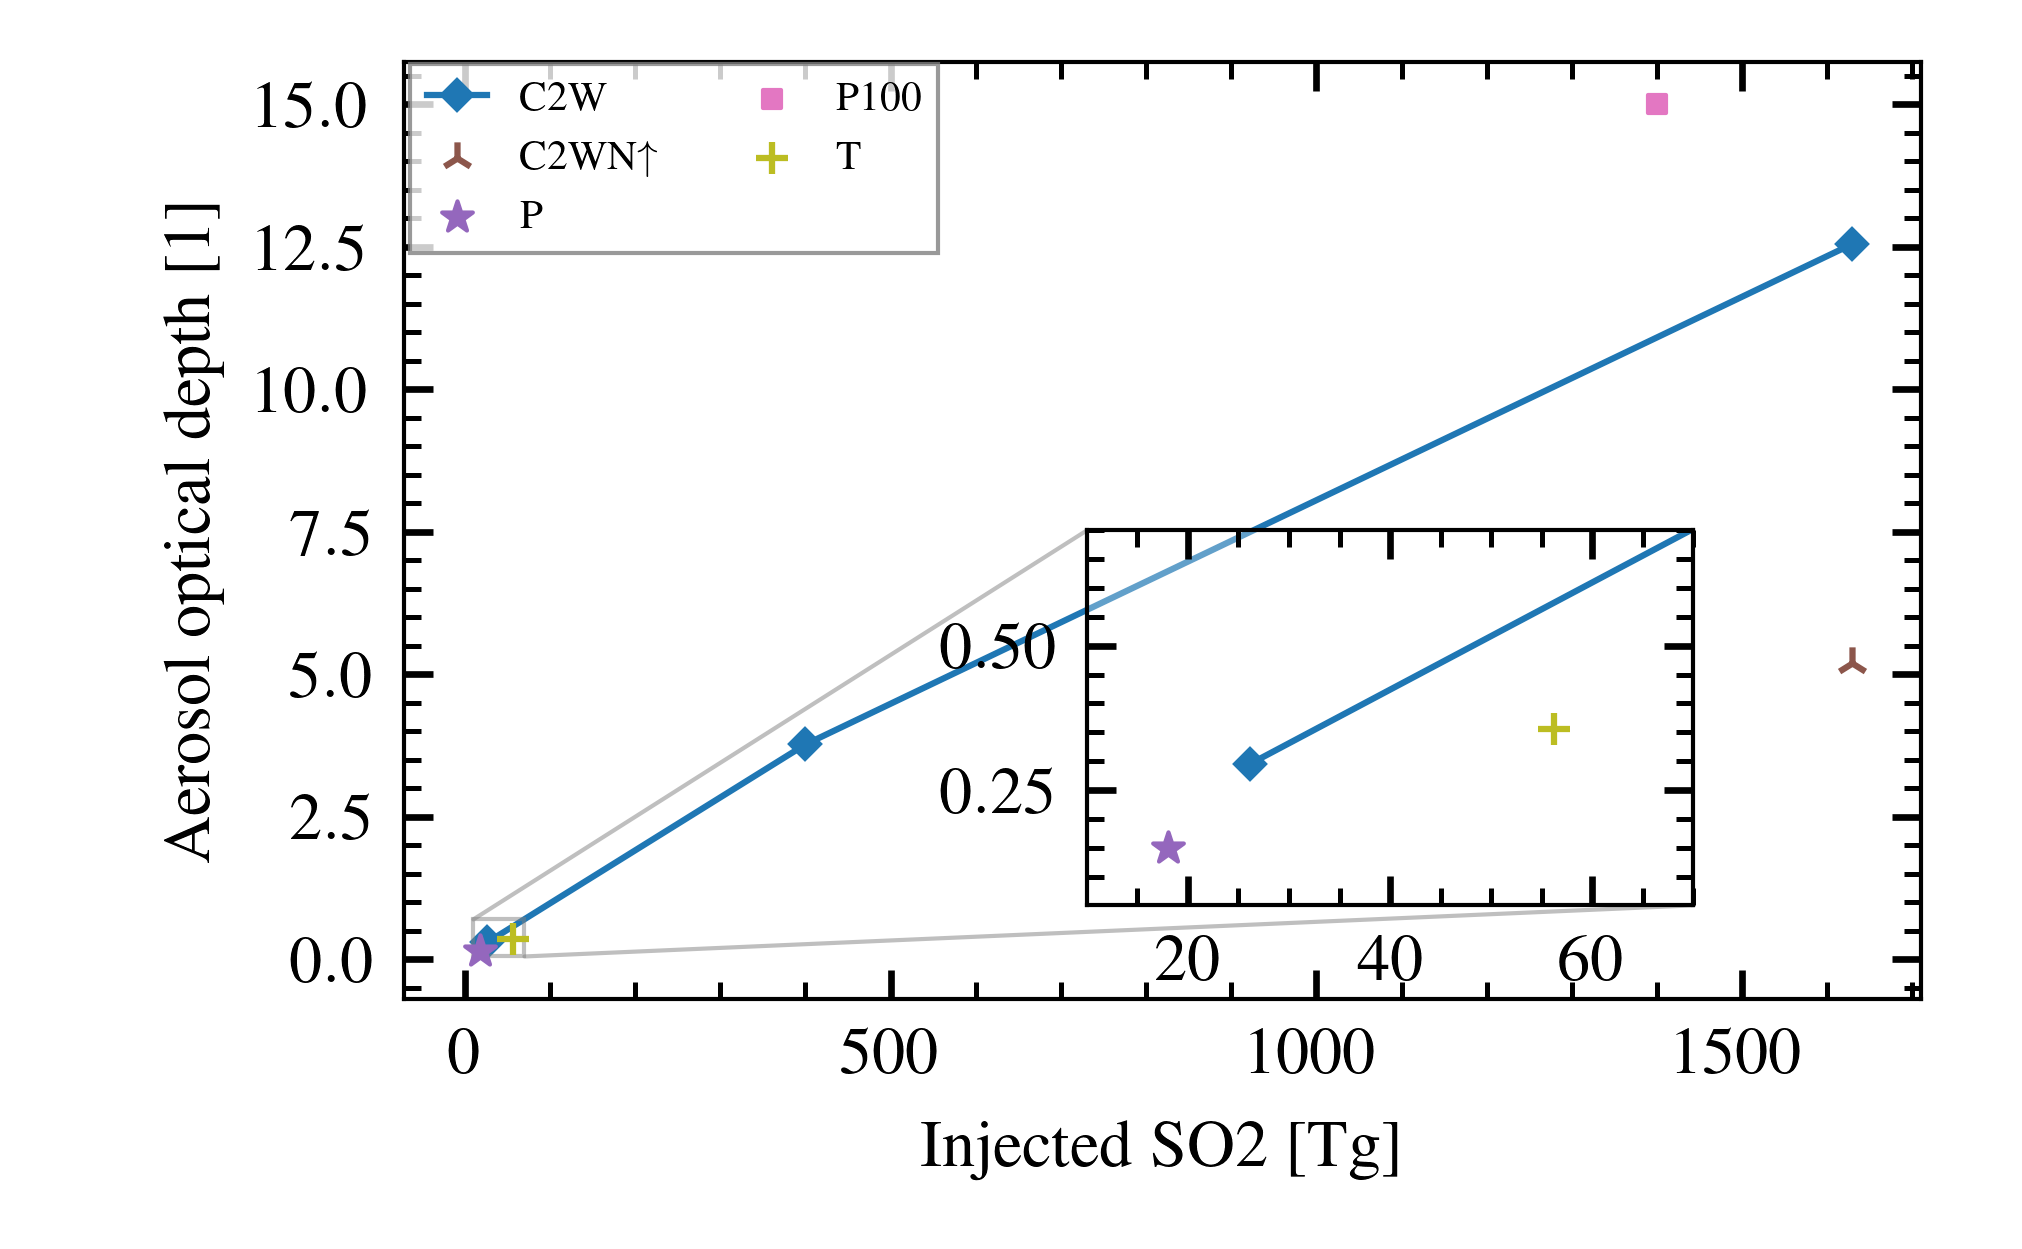 C2W
C2WN↑
P
P100
T
15.0
12.5
10.0
7.5
5.0
2.5
0.0
Aerosol optical depth [1]
0.50
0.25
20 40 60
0 500 1000 1500
Injected SO2 [Tg]